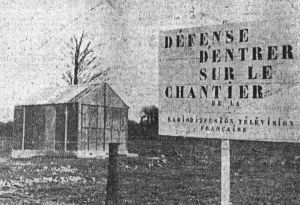 DÉFENSE
DENTRER
SUR LE
CHANTIER
DE LA
RADIODIFFUSION TÉLÉVISION
FRANÇAISE